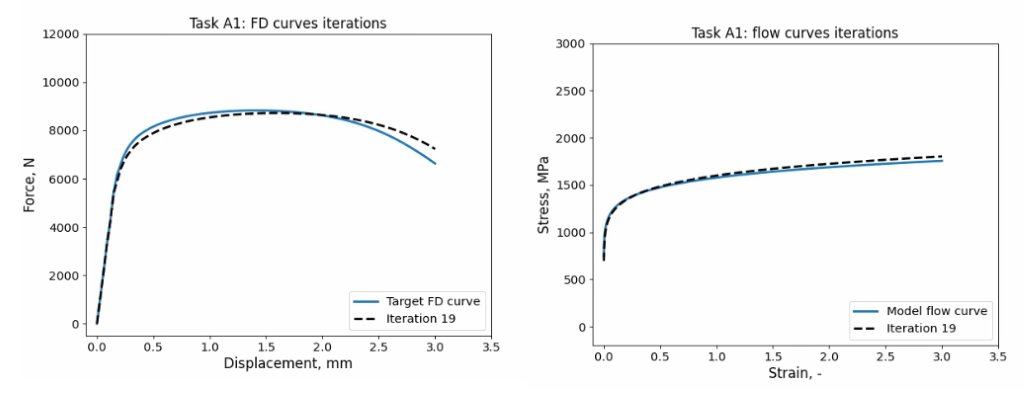 Task A1: FD curves iterations
12000
10000
8000
6000
4000
2000
0
Force, N
0.0 0.5 1.0 1.5 2.0 2.5 3.0 3.5
Displacement, mm
Target FD curve
Iteration 19
Task A1: flow curves iterations
3000
2500
2000
1500
1000
500
0
Stress, MPa
0.0 0.5 1.0 1.5 2.0 2.5 3.0 3.5
Strain, -
Model flow curve
Iteration 19